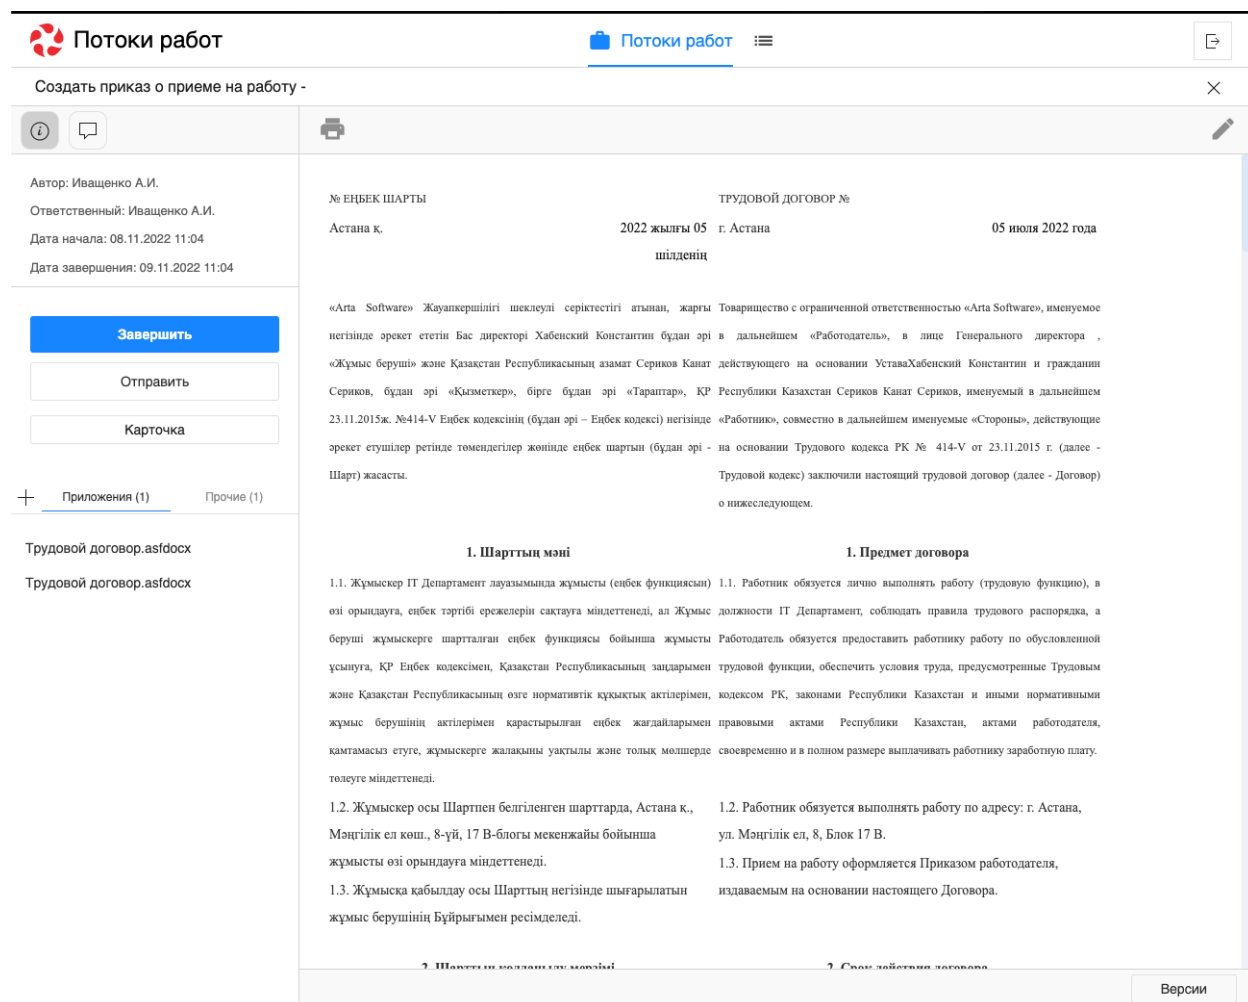 Потоки работ
Потоки работ
Создать приказ о приеме на работу -
Автор: Иващенко А.И.
Ответственный: Иващенко А.И.
Дата начала: 08.11.2022 11:04
Дата завершения: 09.11.2022 11:04
Завершить
Отправить
Карточка
Приложения (1)
Прочие (1)
Трудовой договор.asfdocx
Трудовой договор.asfdocx
№ ЕҢБЕК ШАРТЫ
Астана қ.
2022 жылғы 05
шілденің
«Arta Software» Жауапкершілігі шеклеулі серіктестігі атынан, жарғы
негізінде әрекет ететін Бас директорі Хабенский Константин бұдан әрі
«Жұмыс беруші» және Қазақстан Республикасының азамат Сериков Канат
Сериков, бұдан әрі «Қызметкер», бірге бұдан әрі «Тараптар», ҚР
23.11.2015ж. №414-V Еңбек кодексінің (бұдан әрі – Еңбек кодексі) негізінде
әрекет етушілер ретінде төмендегілер жөнінде еңбек шартын (бұдан әрі -
Шарт) жасасты.
1. Шарттың мәні
1.1. Жұмыскер IT Департамент лауазымында жұмысты (еңбек функциясын)
өзі орындауға, еңбек тәртібі ережелерін сақтауға міндеттенеді, ал Жұмыс
беруші жұмыскерге шартталған еңбек функциясы бойынша жұмысты
ұсынуға, ҚР Еңбек кодексімен, Қазақстан Республикасының заңдарымен
және Қазақстан Республикасының өзге нормативтік құқықтық актілерімен,
жұмыс берушінің актілерімен қарастырылған еңбек жағдайларымен
қамтамасыз етуге, жұмыскерге жалақыны уақтылы және толық мөлшерде
төлеуге міндеттенеді.
1.2. Жұмыскер осы Шартпен белгіленген шарттарда, Астана қ.,
Мәңгілік ел көш., 8-үй, 17 В-блогы мекенжайы бойынша
жұмысты өзі орындауға міндеттенеді.
1.3. Жұмысқа қабылдау осы Шарттың негізінде шығарылатын
жұмыс берушінің Бұйрығымен ресімделеді.
2. Шарттың қолданылу мерзімі
ТРУДОВОЙ ДОГОВОР №
г. Астана
05 июля 2022 года
Товарищество с ограниченной ответственностью «Arta Software», именуемое
в дальнейшем «Работодатель», в лице Генерального директора ,
действующего на основании УставаХабенский Константин и гражданин
Республики Казахстан Сериков Канат Сериков, именуемый в дальнейшем
«Работник», совместно в дальнейшем именуемые «Стороны», действующие
на основании Трудового кодекса РК № 414-V от 23.11.2015 г. (далее -
Трудовой кодекс) заключили настоящий трудовой договор (далее - Договор)
о нижеследующем.
1. Предмет договора
1.1. Работник обязуется лично выполнять работу (трудовую функцию), в
должности IT Департамент, соблюдать правила трудового распорядка, а
Работодатель обязуется предоставить работнику работу по обусловленной
трудовой функции, обеспечить условия труда, предусмотренные Трудовым
кодексом РК, законами Республики Казахстан и иными нормативными
правовыми актами Республики Казахстан, актами работодателя,
своевременно и в полном размере выплачивать работнику заработную плату.
1.2. Работник обязуется выполнять работу по адресу: г. Астана,
ул. Мәңгілік ел, 8, Блок 17 В.
1.3. Прием на работу оформляется Приказом работодателя,
издаваемым на основании настоящего Договора.
2. Срок действия договора
Версии